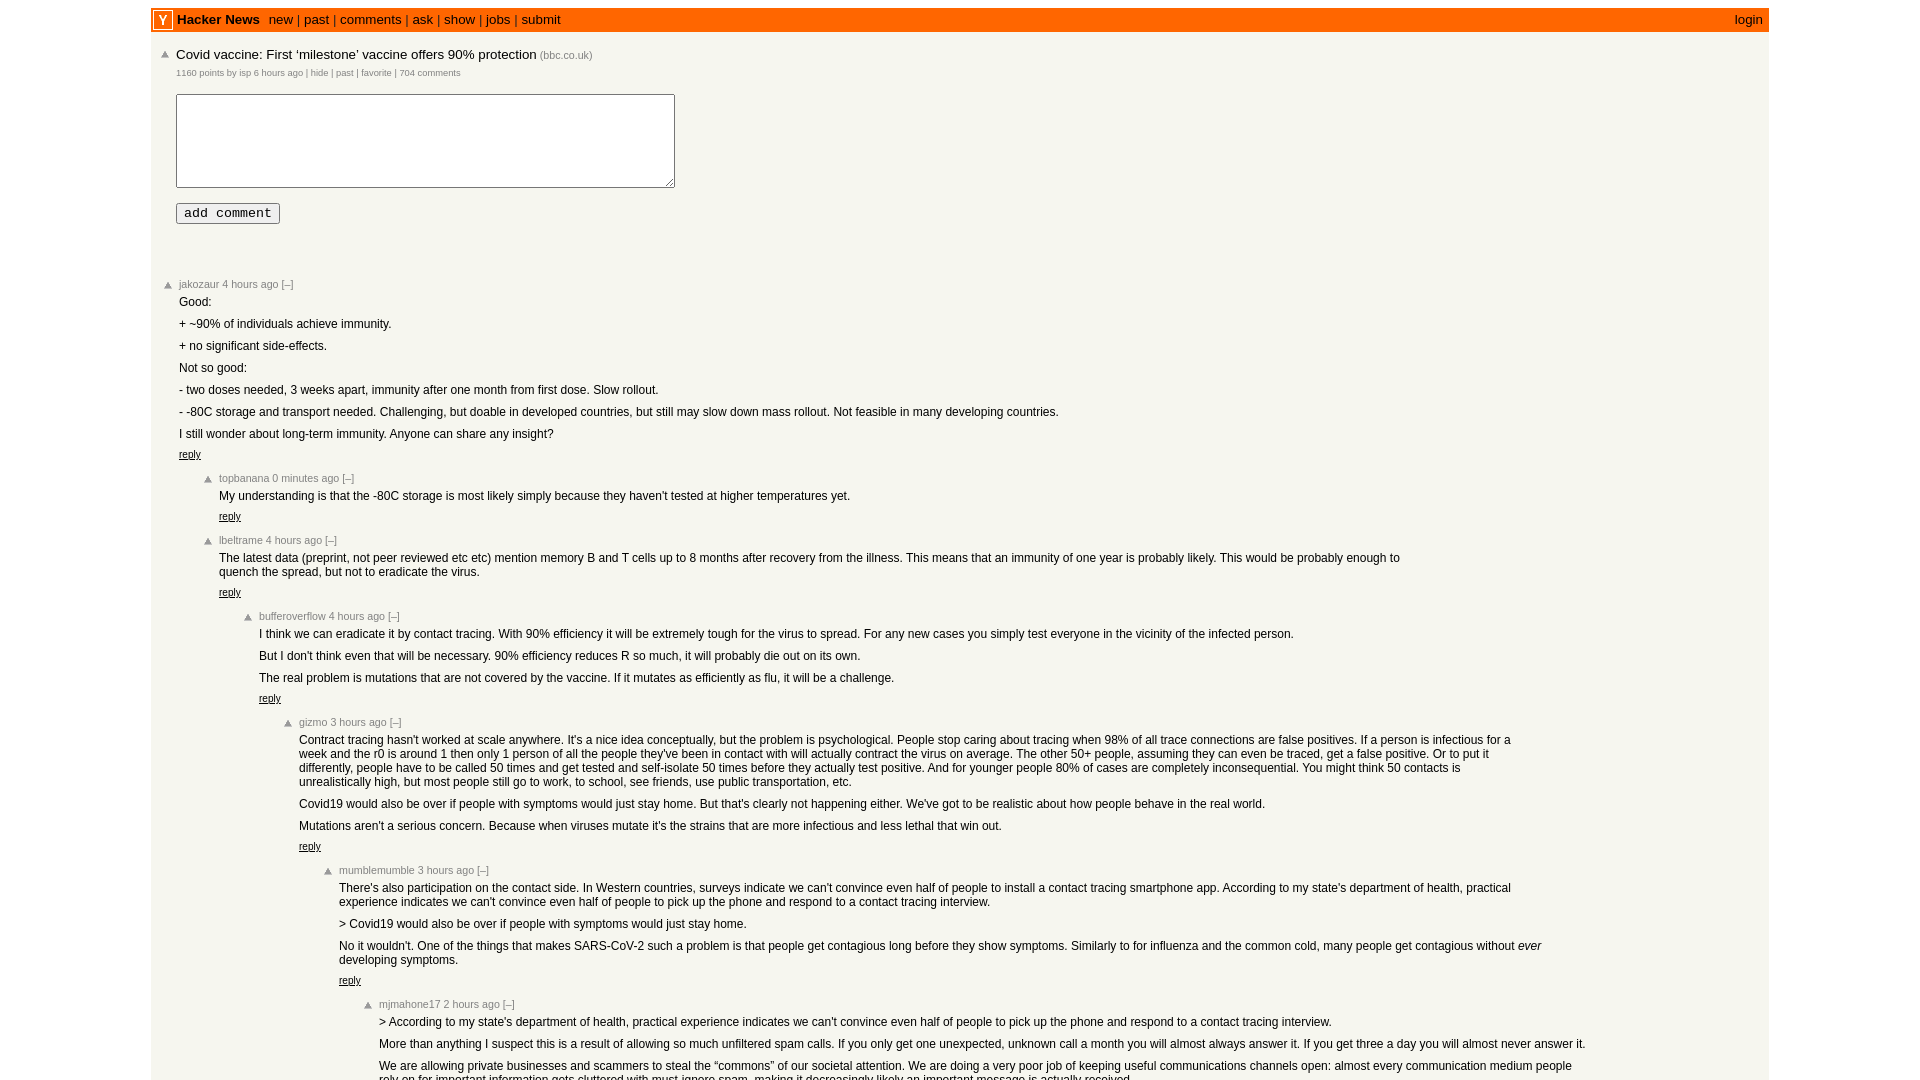 Y Hacker News new | past | comments | ask | show | jobs | submit login
Covid vaccine: First ‘milestone’ vaccine offers 90% protection (bbc.co.uk)
1160 points by isp 6 hours ago | hide | past | favorite | 704 comments
add comment
jakozaur 4 hours ago [–]
Good:
+ ~90% of individuals achieve immunity.
+ no significant side-effects.
Not so good:
- two doses needed, 3 weeks apart, immunity after one month from first dose. Slow rollout.
- -80C storage and transport needed. Challenging, but doable in developed countries, but still may slow down mass rollout. Not feasible in many developing countries.
I still wonder about long-term immunity. Anyone can share any insight?
reply
topbanana 0 minutes ago [–]
My understanding is that the -80C storage is most likely simply because they haven't tested at higher temperatures yet.
reply
lbeltrame 4 hours ago [–]
The latest data (preprint, not peer reviewed etc etc) mention memory B and T cells up to 8 months after recovery from the illness. This means that an immunity of one year is probably likely. This would be probably enough to
quench the spread, but not to eradicate the virus.
reply
bufferoverflow 4 hours ago [–]
I think we can eradicate it by contact tracing. With 90% efficiency it will be extremely tough for the virus to spread. For any new cases you simply test everyone in the vicinity of the infected person.
But I don't think even that will be necessary. 90% efficiency reduces R so much, it will probably die out on its own.
The real problem is mutations that are not covered by the vaccine. If it mutates as efficiently as flu, it will be a challenge.
reply
gizmo 3 hours ago [–]
Contract tracing hasn't worked at scale anywhere. It's a nice idea conceptually, but the problem is psychological. People stop caring about tracing when 98% of all trace connections are false positives. If a person is infectious for a
week and the r0 is around 1 then only 1 person of all the people they've been in contact with will actually contract the virus on average. The other 50+ people, assuming they can even be traced, get a false positive. Or to put it
differently, people have to be called 50 times and get tested and self-isolate 50 times before they actually test positive. And for younger people 80% of cases are completely inconsequential. You might think 50 contacts is
unrealistically high, but most people still go to work, to school, see friends, use public transportation, etc.
Covid19 would also be over if people with symptoms would just stay home. But that's clearly not happening either. We've got to be realistic about how people behave in the real world.
Mutations aren't a serious concern. Because when viruses mutate it's the strains that are more infectious and less lethal that win out.
reply
mumblemumble 3 hours ago [–]
There's also participation on the contact side. In Western countries, surveys indicate we can't convince even half of people to install a contact tracing smartphone app. According to my state's department of health, practical
experience indicates we can't convince even half of people to pick up the phone and respond to a contact tracing interview.
> Covid19 would also be over if people with symptoms would just stay home.
No it wouldn't. One of the things that makes SARS-CoV-2 such a problem is that people get contagious long before they show symptoms. Similarly to for influenza and the common cold, many people get contagious without ever
developing symptoms.
reply
mjmahone17 2 hours ago [–]
> According to my state's department of health, practical experience indicates we can't convince even half of people to pick up the phone and respond to a contact tracing interview.
More than anything I suspect this is a result of allowing so much unfiltered spam calls. If you only get one unexpected, unknown call a month you will almost always answer it. If you get three a day you will almost never answer it.
We are allowing private businesses and scammers to steal the “commons” of our societal attention. We are doing a very poor job of keeping useful communications channels open: almost every communication medium people
rely on for important information gets cluttered with must-ignore spam, making it decreasingly likely an important message is actually received.